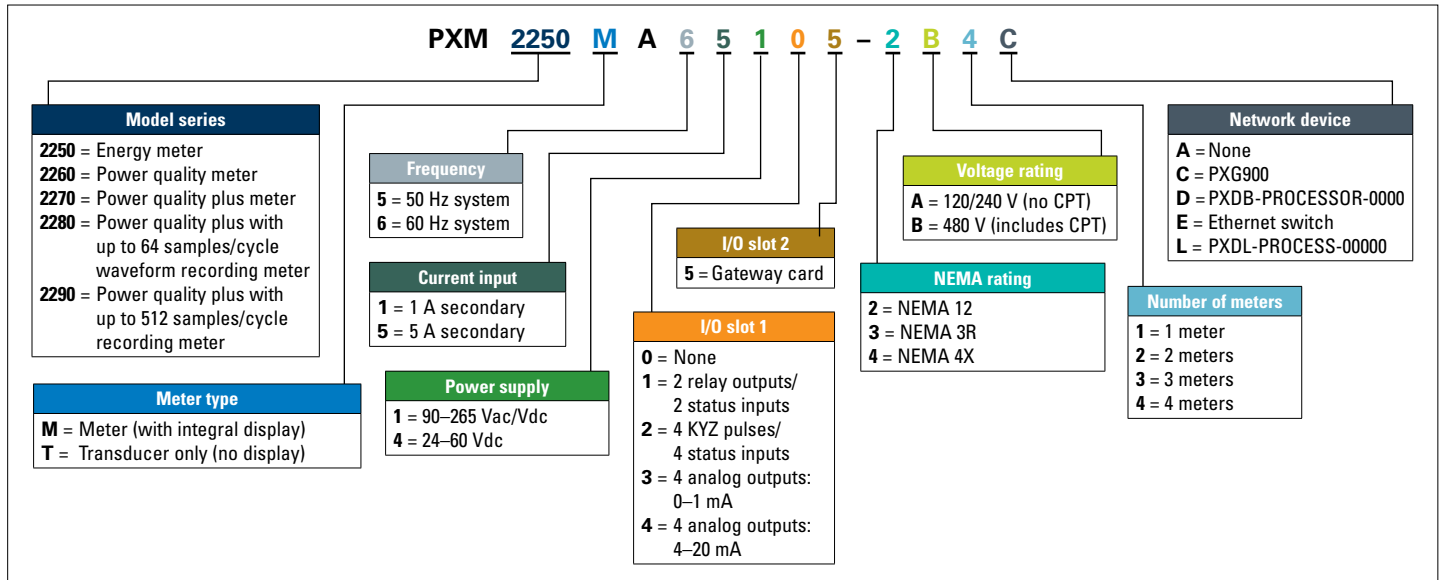 PXM 2250 M A 6 5 1 0 5 – 2 B 4 C
Model series
2250 = Energy meter
2260 = Power quality meter
2270 = Power quality plus meter
2280 = Power quality plus with
up to 64 samples/cycle
waveform recording meter
2290 = Power quality plus with
up to 512 samples/cycle
recording meter
Meter type
M = Meter (with integral display)
T = Transducer only (no display)
Frequency
5 = 50 Hz system
6 = 60 Hz system
Current input
1 = 1 A secondary
5 = 5 A secondary
Power supply
1 = 90–265 Vac/Vdc
4 = 24–60 Vdc
I/O slot 2
5 = Gateway card
I/O slot 1
0 = None
1 = 2 relay outputs/
2 status inputs
2 = 4 KYZ pulses/
4 status inputs
3 = 4 analog outputs:
0–1 mA
4 = 4 analog outputs:
4–20 mA
Voltage rating
A = 120/240 V (no CPT)
B = 480 V (includes CPT)
NEMA rating
2 = NEMA 12
3 = NEMA 3R
4 = NEMA 4X
Network device
A = None
C = PXG900
D = PXDB-PROCESSOR-0000
E = Ethernet switch
L = PXDL-PROCESS-00000
Number of meters
1 = 1 meter
2 = 2 meters
3 = 3 meters
4 = 4 meters